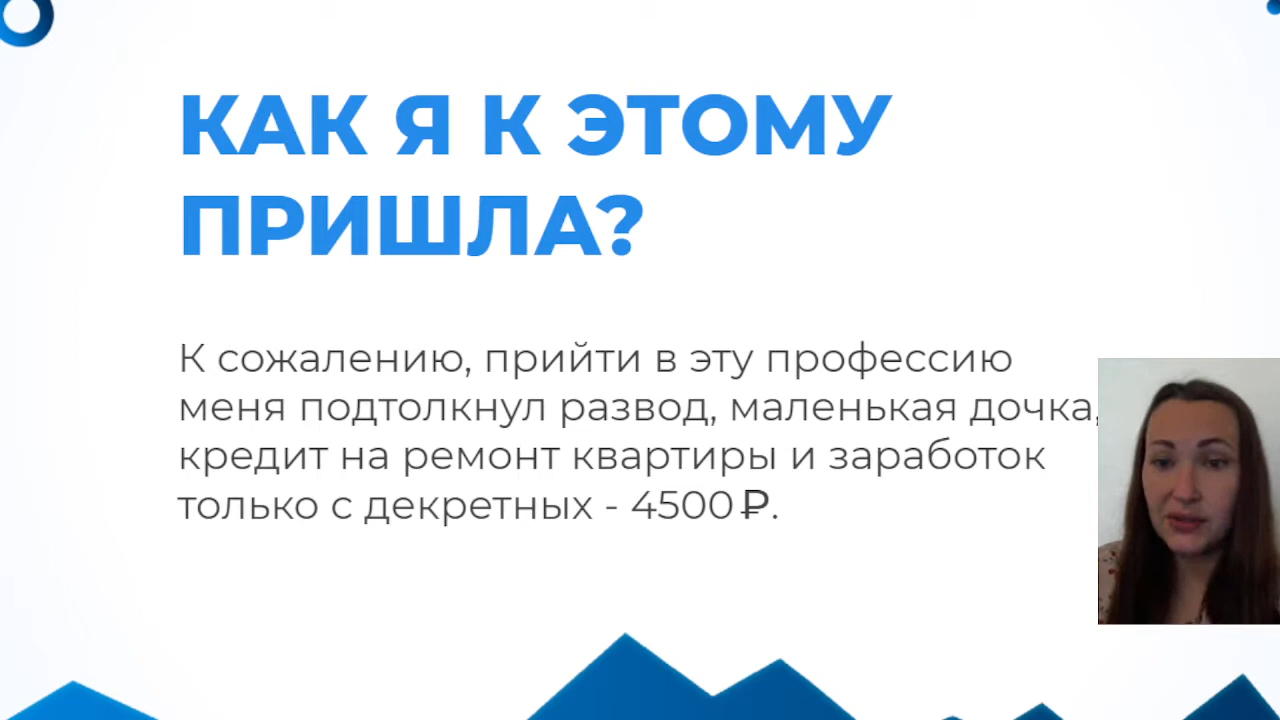 КАК Я К ЭТОМУ
ПРИШЛА?
К сожалению, прийти в эту профессию
меня подтолкнул развод, маленькая дочка,
кредит на ремонт квартиры и заработок
только с декретных - 4500 ₽.